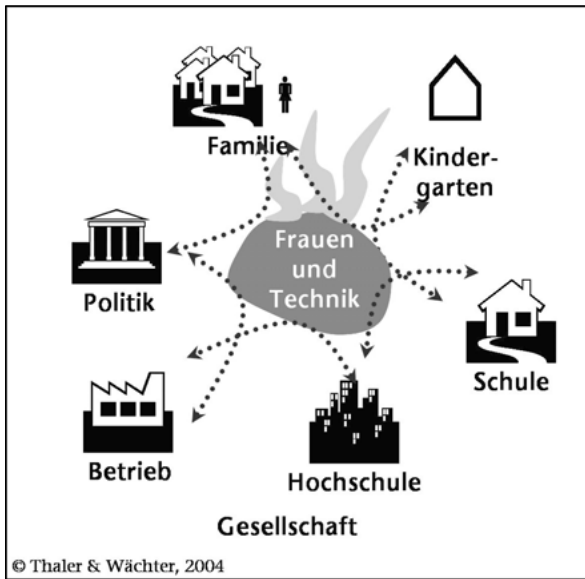 Familie
Kinder-
garten
Frauen
und
Technik
Politik
Schule
Betrieb
Hochschule
Gesellschaft
© Thaler & Wächter, 2004